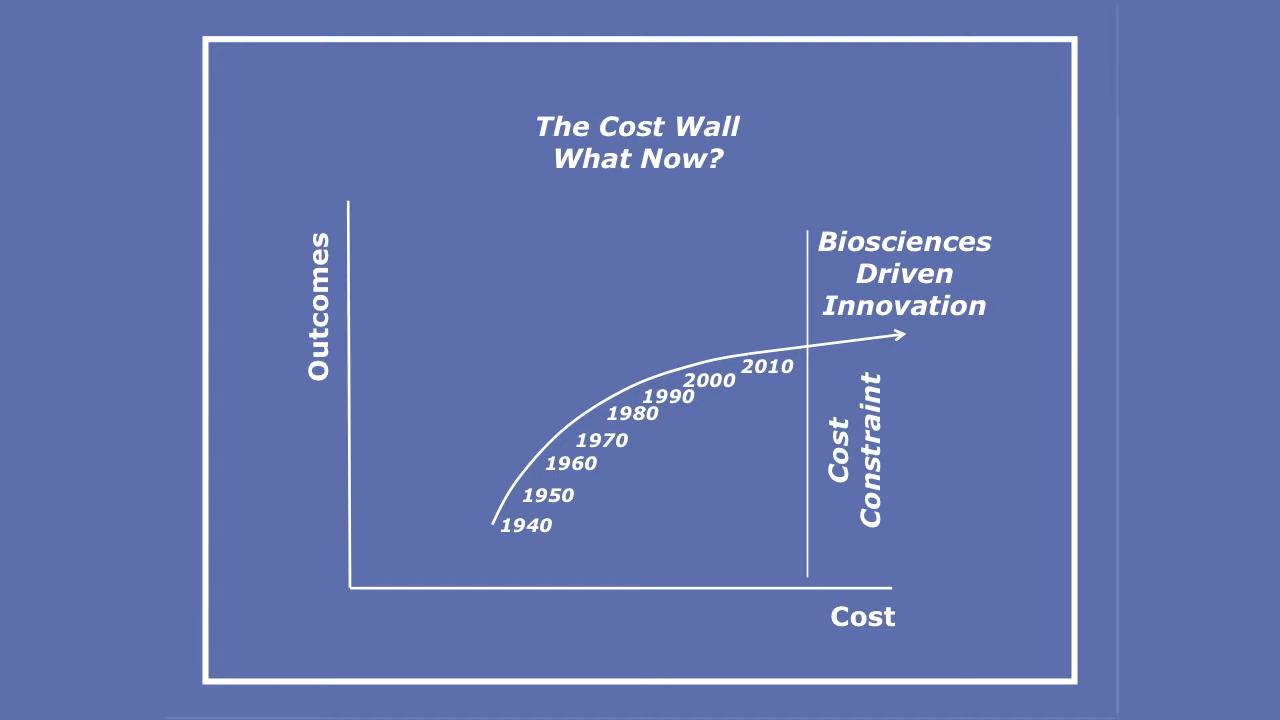 The Cost Wall
What Now?
Outcomes
Biosciences
Driven
Innovation
2010
2000
1990
1980
1970
1960
1950
1940
Cost
Constraint
Cost